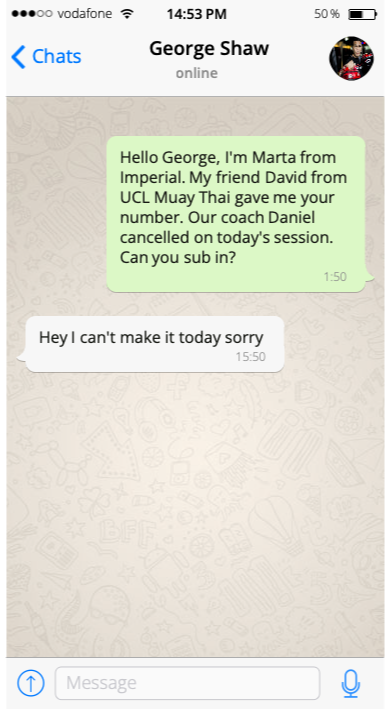 vodafone 14:53 PM 50 %
Chats George Shaw
online
Hello George, I'm Marta from
Imperial. My friend David from
UCL Muay Thai gave me your
number. Our coach Daniel
cancelled on today's session.
Can you sub in?
1:50
Hey I can't make it today sorry
15:50
BFF
Message